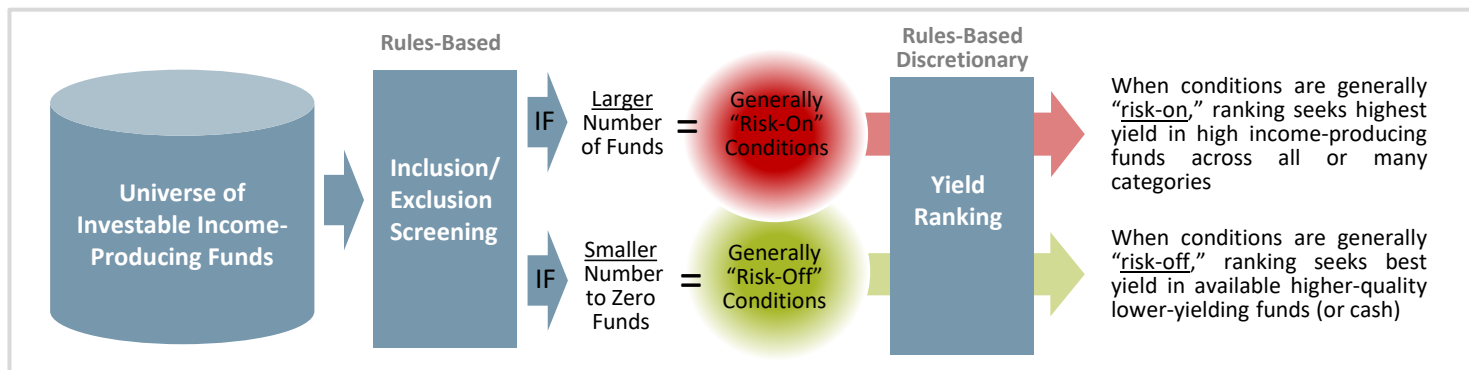 Rules-Based
Rules-Based
Discretionary
Universe of
Investable Income-
Producing Funds
Inclusion/
Exclusion
Screening
IF
Larger
Number
of Funds
=
Generally
“Risk-On”
Conditions
IF
Smaller
Number
to Zero
Funds
=
Generally
“Risk-Off”
Conditions
Yield
Ranking
When conditions are generally
“risk-on,” ranking seeks highest
yield in high income-producing
funds across all or many
categories
When conditions are generally
“risk-off,” ranking seeks best
yield in available higher-quality
lower-yielding funds (or cash)